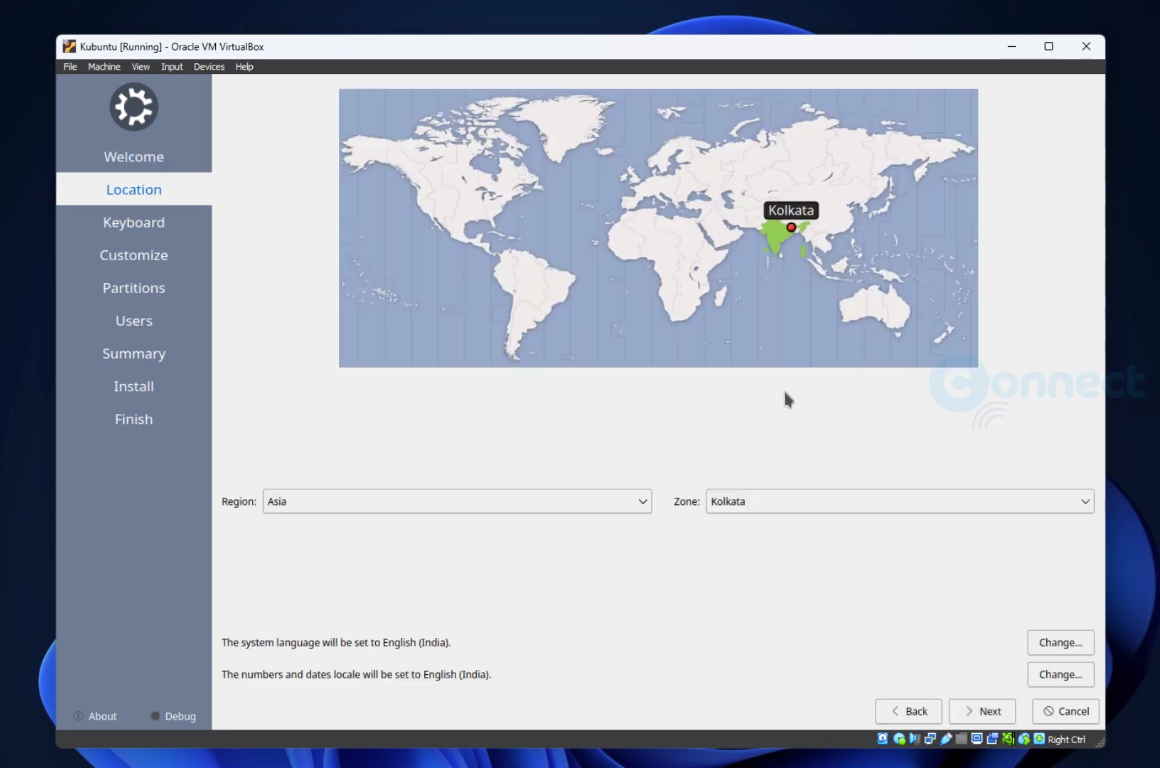 Kubuntu [Running] - Oracle VM VirtualBox
File Machine View Input Devices Help
Welcome
Location
Keyboard
Customize
Partitions
Users
Summary
Install
Finish
Kolkata
Connect
Region: Asia
Zone: Kolkata
The system language will be set to English (India).
Change...
The numbers and dates locale will be set to English (India).
Change...
About
Debug
Back
Next
Cancel
Right Ctrl